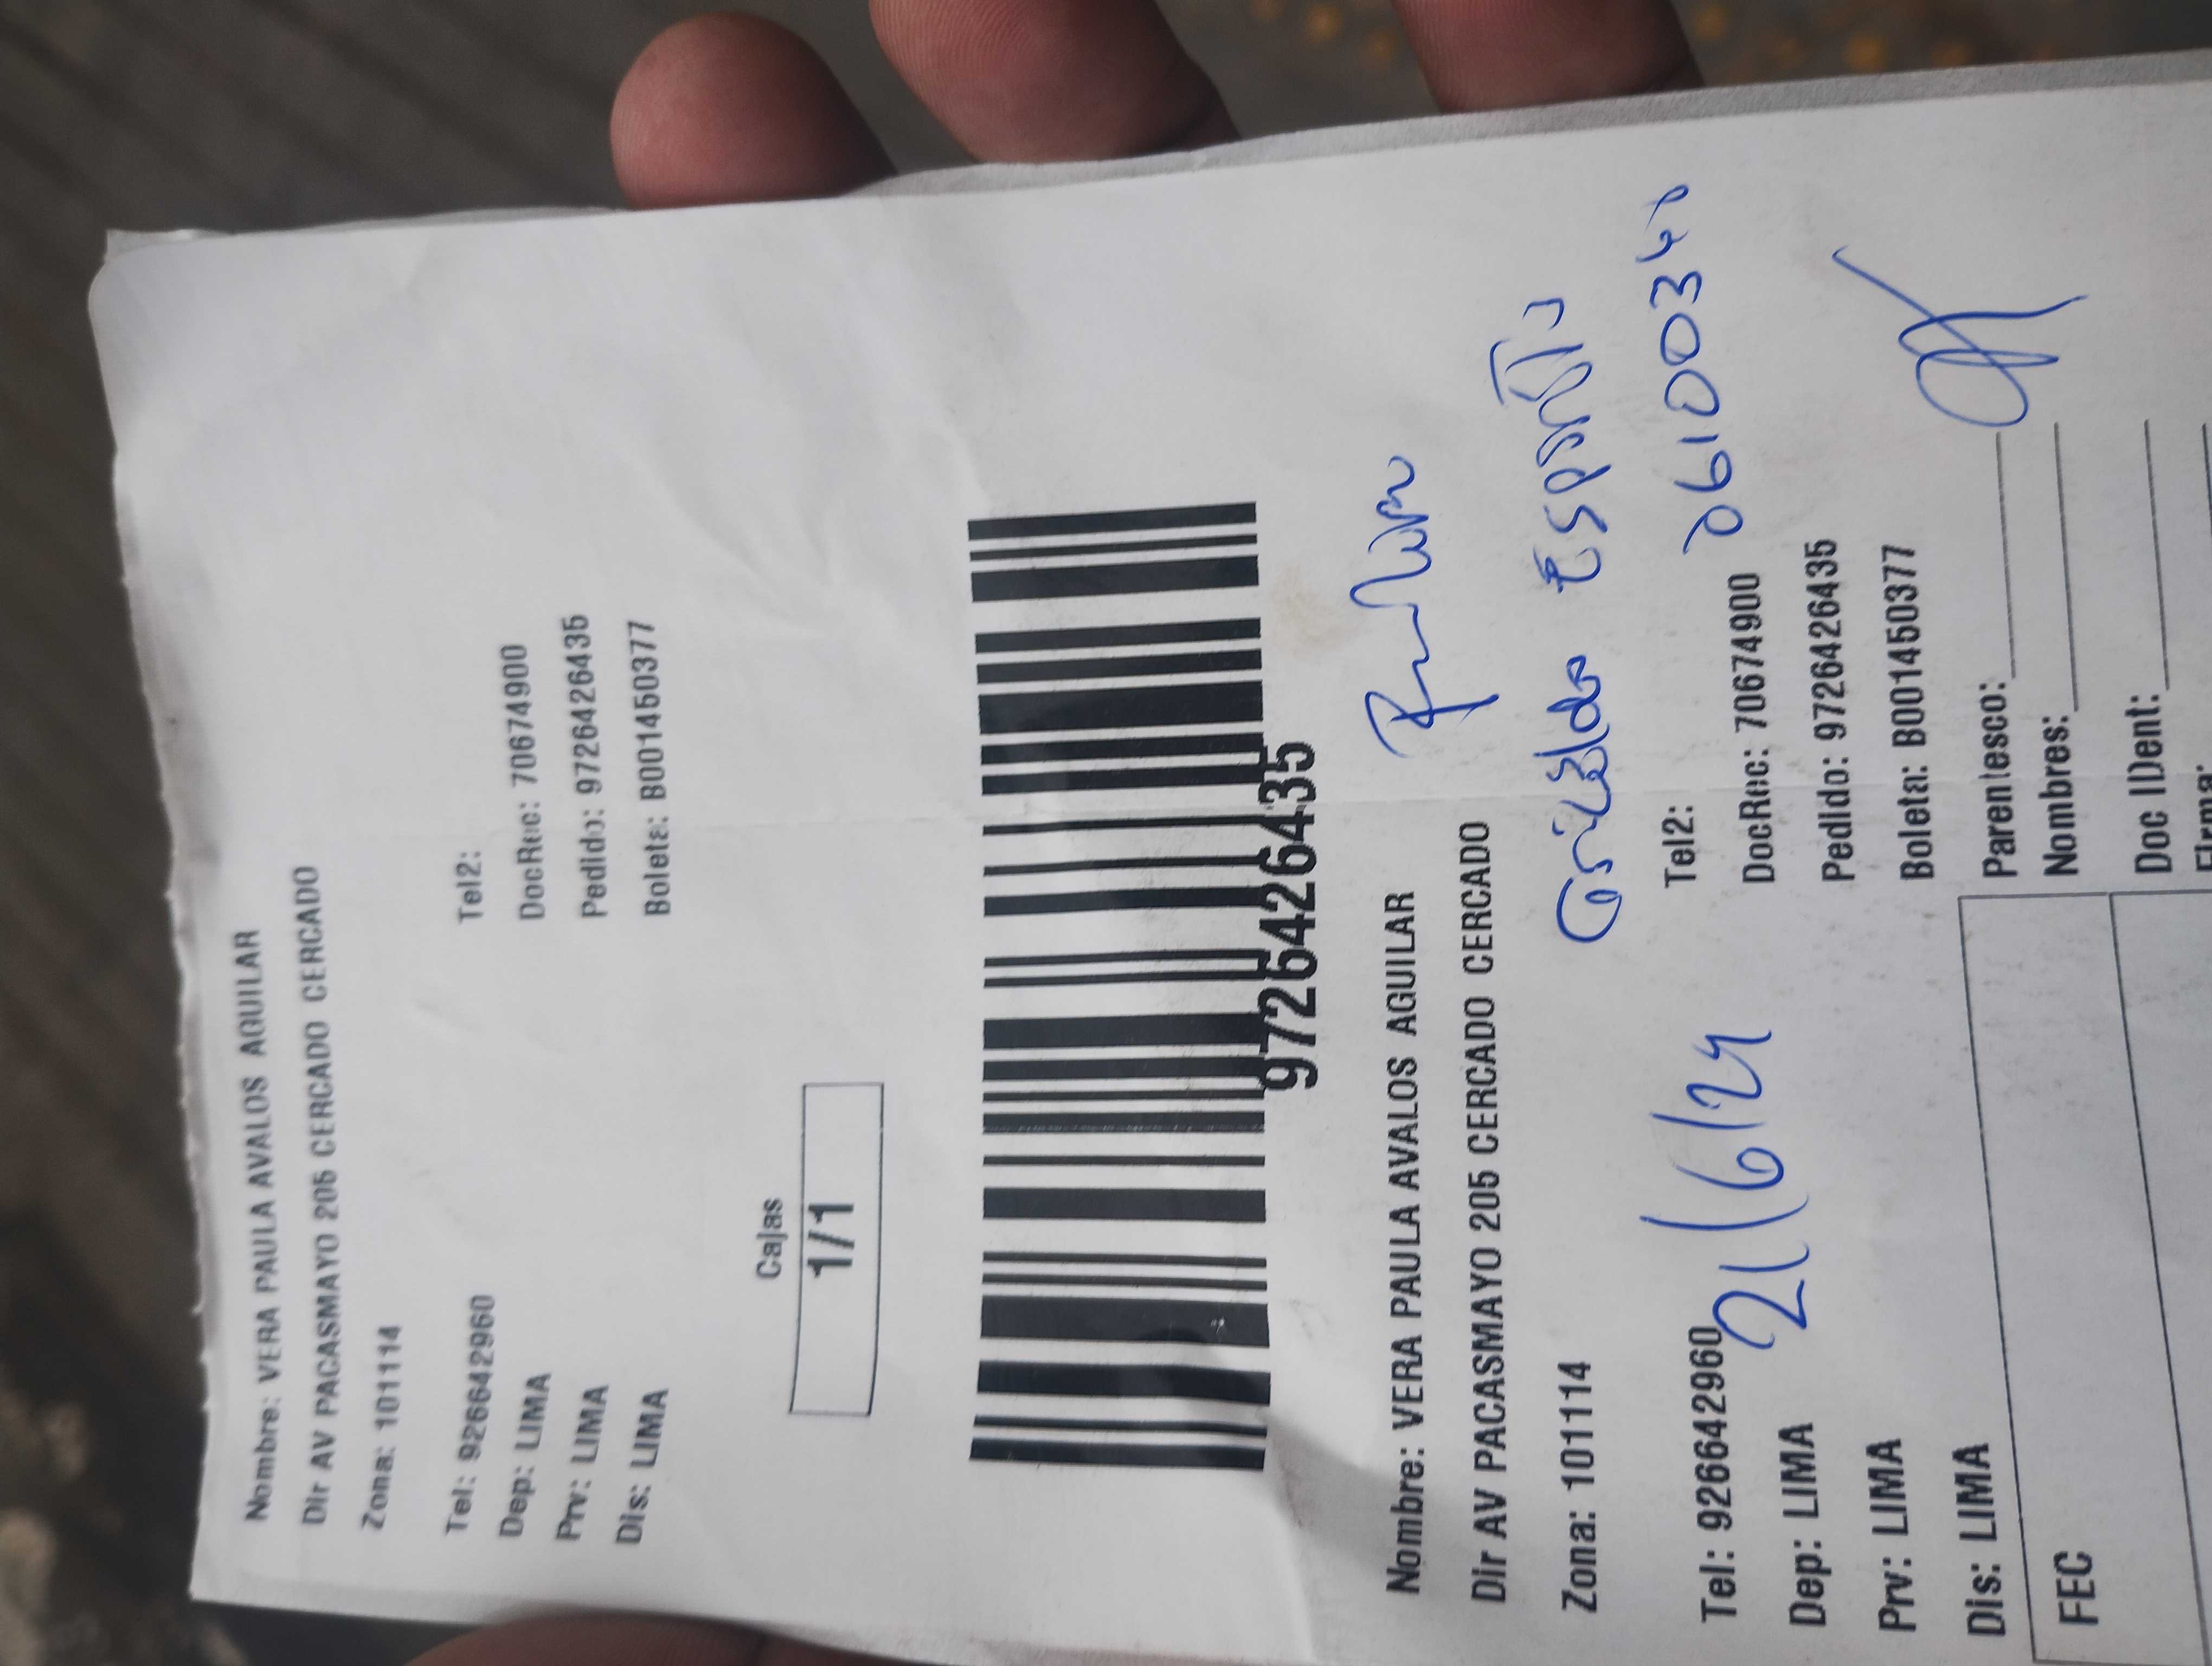 Nombre: VERA PAULA AVALOS AGUILAR
Dir AV PACASMAYO 205 CERCADO CERCADO
Zona: 101114
Tel: 926642960 Tel2:
Dep: LIMA DocRec: 70674900
Prv: LIMA Pedido: 9726426435
Dis: LIMA Boleta: B001450377
Cajas
1/1
9726426435
Nombre: VERA PAULA AVALOS AGUILAR
Dir AV PACASMAYO 205 CERCADO CERCADO
Zona: 101114
Tel: 926642960 Tel2:
21/6/24
Dep: LIMA DocRec: 70674900
Prv: LIMA Pedido: 9726426435
Dis: LIMA Boleta: B001450377
FEC
Parentesco:
Nombres:
Doc IDent:
Firma: